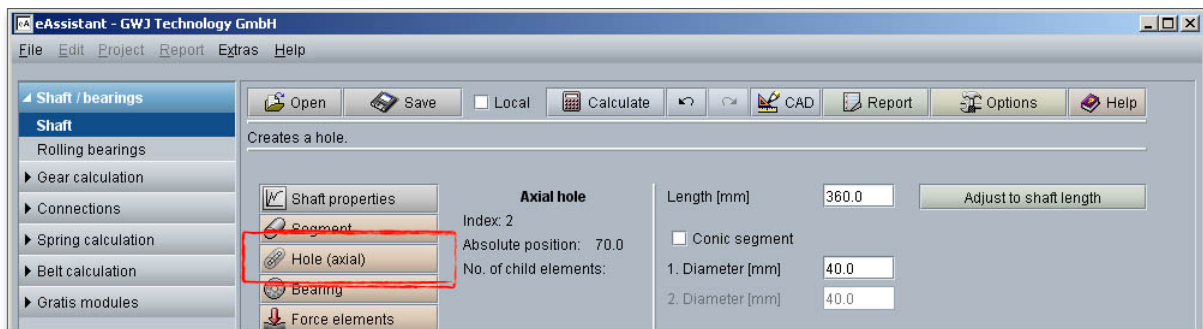 eA eAssistant - GWJ Technology GmbH
File Edit Project Report Extras Help
Shaft / bearings
Shaft
Rolling bearings
Gear calculation
Connections
Spring calculation
Belt calculation
Gratis modules
Open Save Local Calculate CAD Report Options Help
Creates a hole.
Shaft properties
Segment
Hole (axial)
Bearing
Force elements
Axial hole
Index: 2
Absolute position: 70.0
No. of child elements:
Length [mm] 360.0 Adjust to shaft length
Conic segment
1. Diameter [mm] 40.0
2. Diameter [mm] 40.0